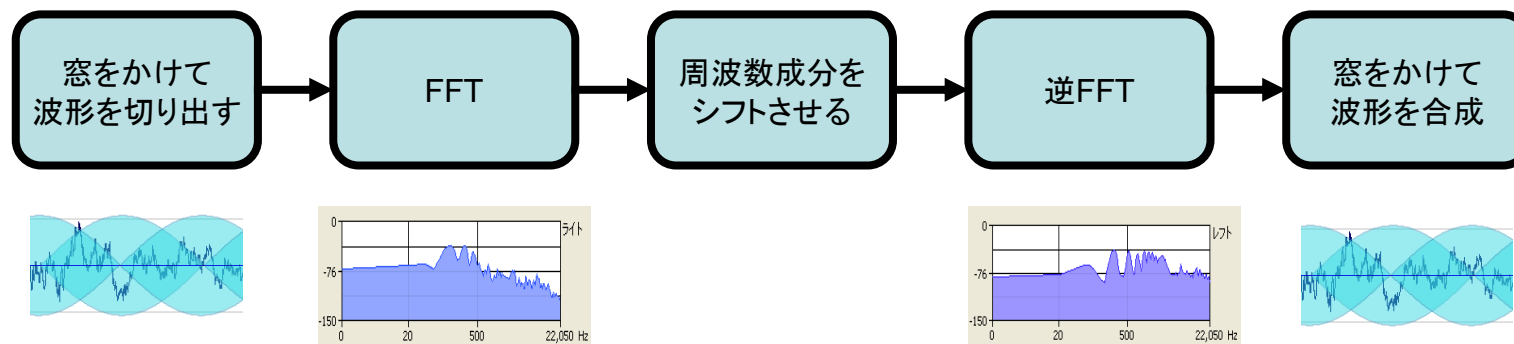 窓をかけて
波形を切り出す
FFT
周波数成分を
シフトさせる
逆FFT
窓をかけて
波形を合成
0
-76
-150
0
20
500
22,050 Hz
ライト
0
-76
-150
0
20
500
22,050 Hz
レフト